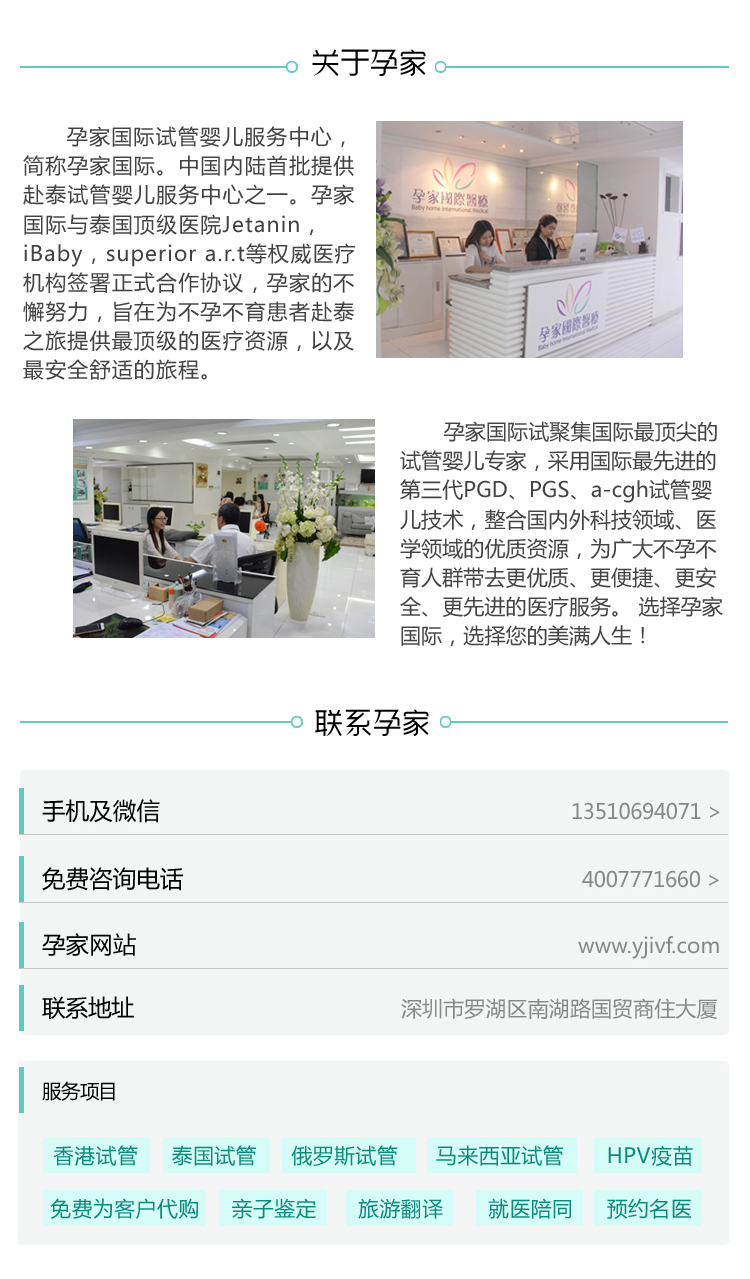 关于孕家
孕家国际试管婴儿服务中心，
简称孕家国际。中国内陆首批提供
赴泰试管婴儿服务中心之一。孕家
国际与泰国顶级医院Jetanin，
iBaby，superior a.r.t等权威医疗
机构签署正式合作协议，孕家的不
懈努力，旨在为不孕不育患者赴泰
之旅提供最顶级的医疗资源，以及
最安全舒适的旅程。
孕家國際醫療
Baby home International Medical
孕家國際醫療
Baby home International Medical
孕家国际试聚集国际最顶尖的
试管婴儿专家，采用国际最先进的
第三代PGD、PGS、a-cgh试管婴
儿技术，整合国内外科技领域、医
学领域的优质资源，为广大不孕不
育人群带去更优质、更便捷、更安
全、更先进的医疗服务。 选择孕家
国际，选择您的美满人生！
联系孕家
手机及微信 13510694071 >
免费咨询电话 4007771660 >
孕家网站 www.yjivf.com
联系地址 深圳市罗湖区南湖路国贸商住大厦
服务项目
香港试管 泰国试管 俄罗斯试管 马来西亚试管 HPV疫苗
免费为客户代购 亲子鉴定 旅游翻译 就医陪同 预约名医